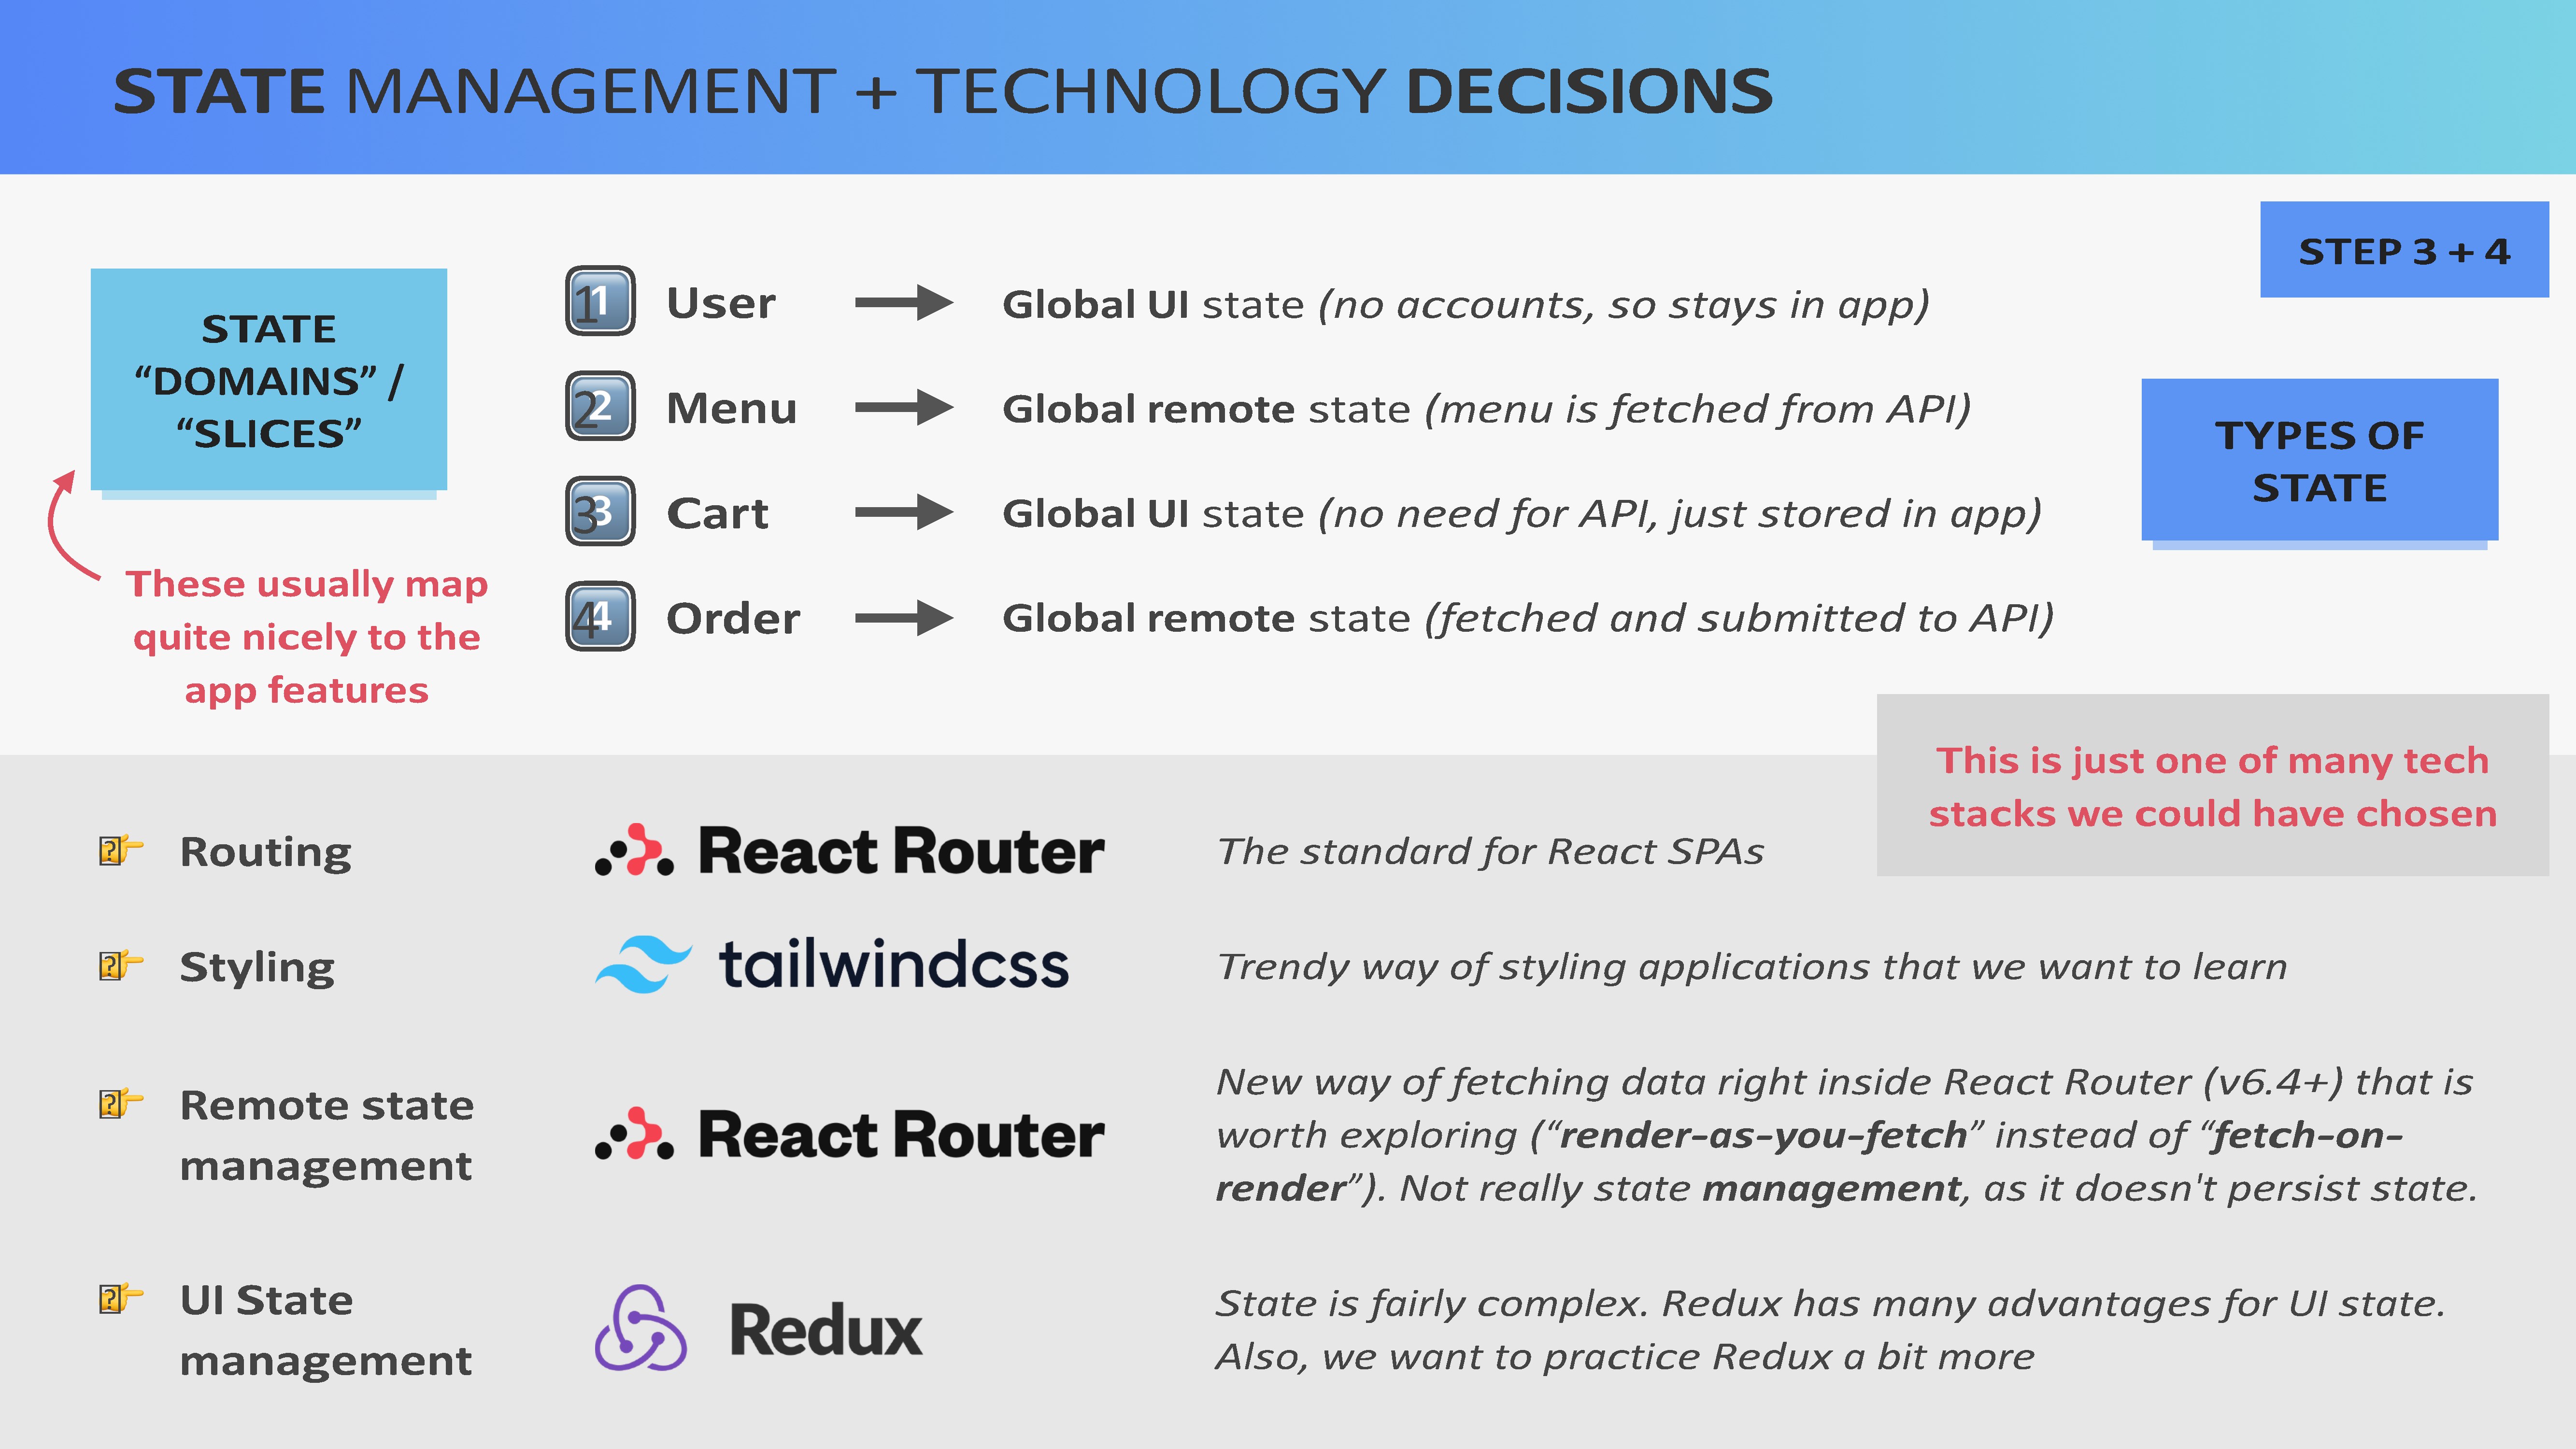 STATE MANAGEMENT + TECHNOLOGY DECISIONS
STEP 3 + 4
STATE
“DOMAINS” /
“SLICES”
These usually map
quite nicely to the
app features
1 User Global UI state (no accounts, so stays in app)
2 Menu Global remote state (menu is fetched from API)
3 Cart Global UI state (no need for API, just stored in app)
4 Order Global remote state (fetched and submitted to API)
TYPES OF
STATE
This is just one of many tech
stacks we could have chosen
👉 Routing React Router The standard for React SPAs
👉 Styling tailwindcss Trendy way of styling applications that we want to learn
👉 Remote state
management
React Router
New way of fetching data right inside React Router (v6.4+) that is
worth exploring (“render-as-you-fetch” instead of “fetch-on-
render”). Not really state management, as it doesn't persist state.
👉 UI State
management
Redux
State is fairly complex. Redux has many advantages for UI state.
Also, we want to practice Redux a bit more